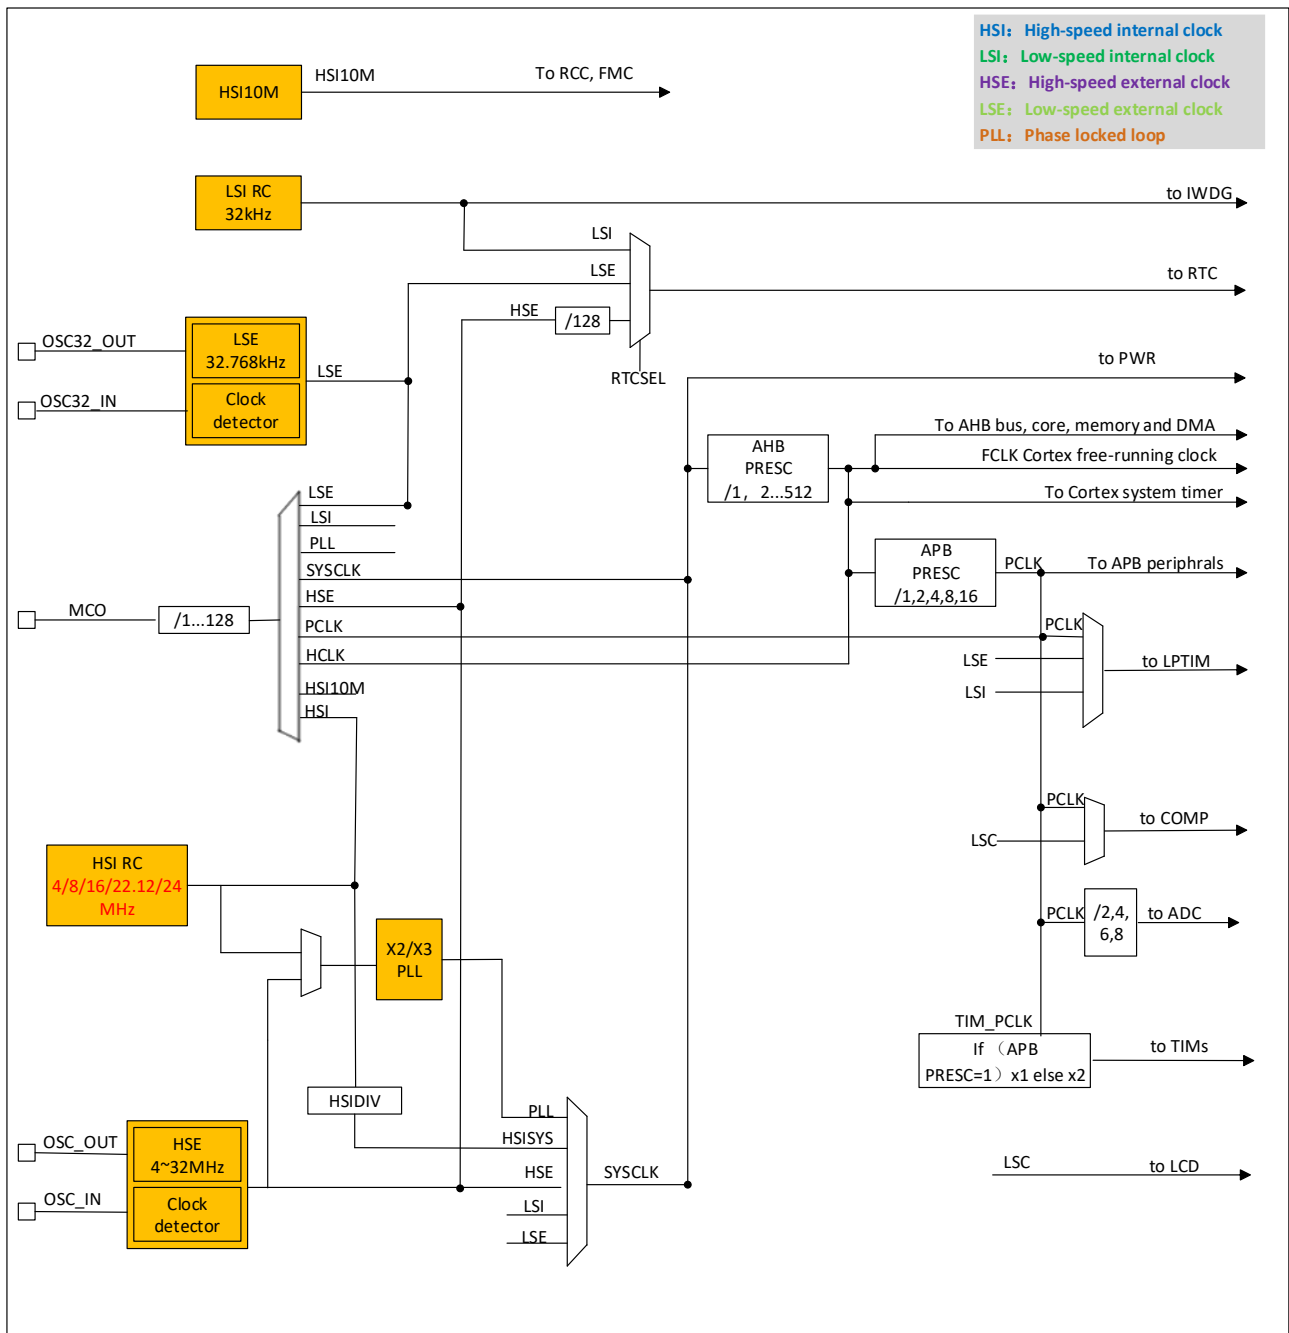 HSI：High-speed internal clock
LSI：Low-speed internal clock
HSE：High-speed external clock
LSE：Low-speed external clock
PLL：Phase locked loop
HSI10M
HSI10M
To RCC, FMC
LSI RC
32kHz
to IWDG
LSI
LSE
to RTC
HSE
/128
RTCSEL
OSC32_OUT
OSC32_IN
LSE
32.768kHz
Clock
detector
LSE
to PWR
AHB
PRESC
/1，2...512
To AHB bus, core, memory and DMA
FCLK Cortex free-running clock
To Cortex system timer
APB
PRESC
/1,2,4,8,16
PCLK
To APB periphrals
LSE
LSI
PLL
SYSCLK
HSE
PCLK
HCLK
HSI10M
HSI
MCO
/1...128
PCLK
LSE
LSI
to LPTIM
PCLK
LSC
to COMP
PCLK
/2,4,
6,8
to ADC
HSI RC
4/8/16/22.12/24
MHz
X2/X3
PLL
TIM_PCLK
If （APB
PRESC=1）x1 else x2
to TIMs
HSIDIV
OSC_OUT
OSC_IN
HSE
4~32MHz
Clock
detector
PLL
HSISYS
HSE
LSI
LSE
SYSCLK
LSC
to LCD